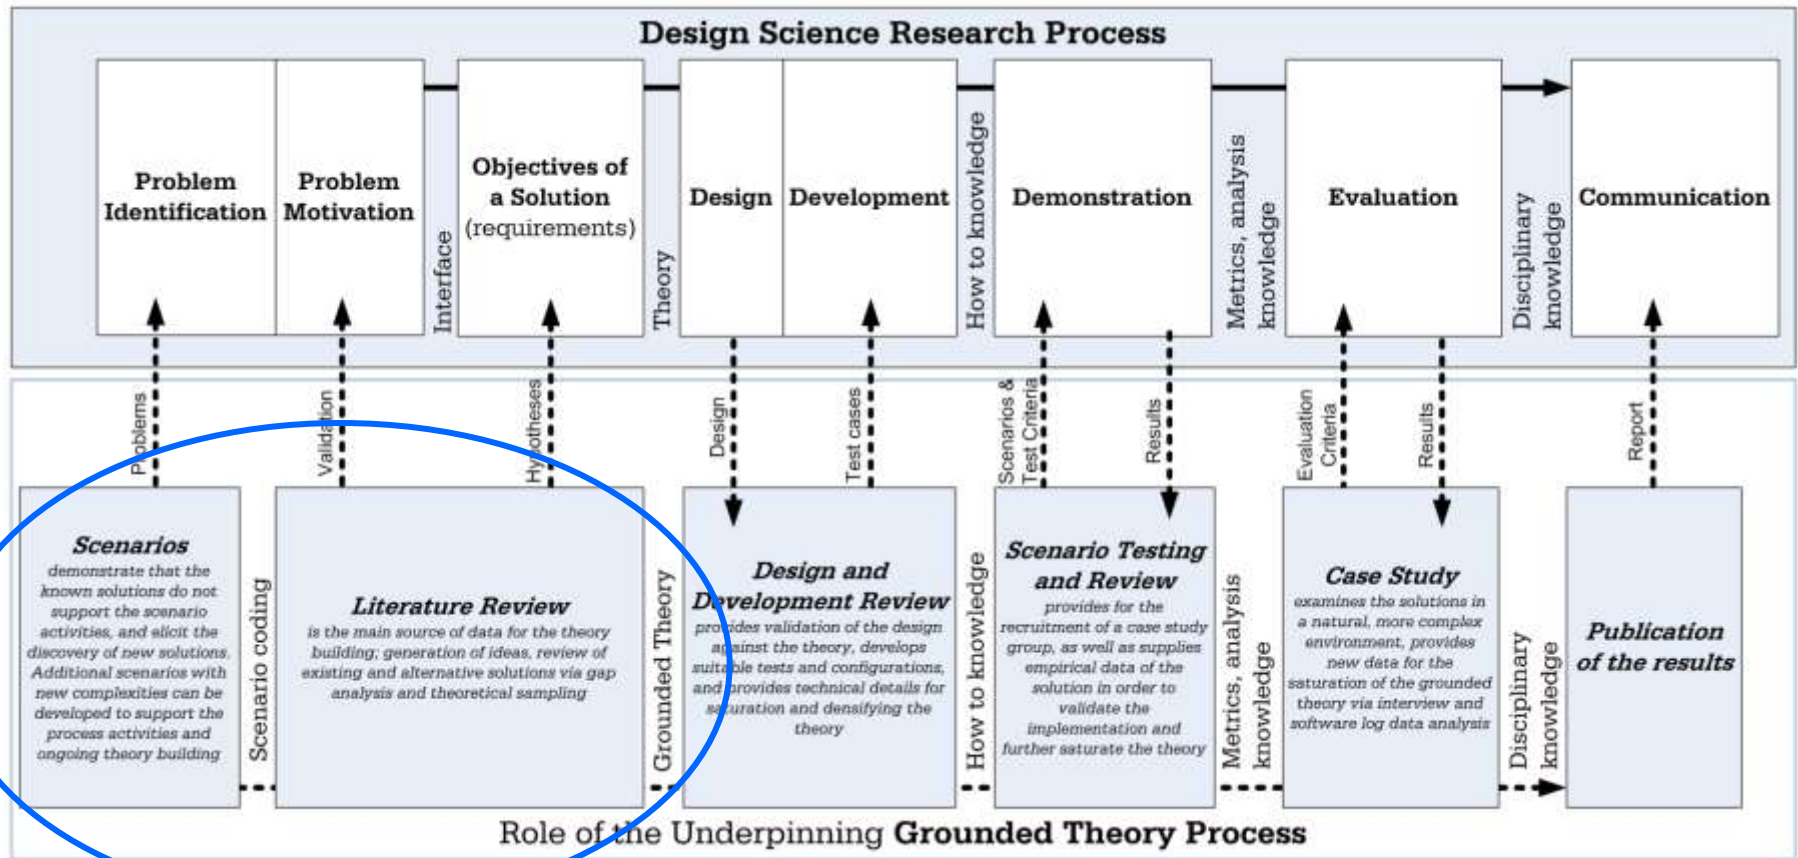 Design Science Research Process
Problem
Identification
Problem
Motivation
Interface
Objectives of
a Solution
(requirements)
Theory
Design
Development
How to knowledge
Demonstration
Metrics, analysis
knowledge
Evaluation
Disciplinary
knowledge
Communication
Problems
Validation
Hypotheses
Design
Test cases
Scenarios &
Test Criteria
Results
Evaluation
Criteria
Results
Report
Scenarios
demonstrate that the
known solutions do not
support the scenario
activities, and elicit the
discovery of new solutions.
Additional scenarios with
new complexities can be
developed to support the
process activities and
ongoing theory building
Scenario coding
Literature Review
is the main source of data for the theory
building; generation of ideas, review of
existing and alternative solutions via gap
analysis and theoretical sampling
Grounded Theory
Design and
Development Review
provides validation of the design
against the theory, develops
suitable tests and configurations,
and provides technical details for
saturation and densifying the
theory
How to knowledge
Scenario Testing
and Review
provides for the
recruitment of a case study
group, as well as supplies
empirical data of the
solution in order to
validate the
implementation and
further saturate the theory
Metrics, analysis
knowledge
Case Study
examines the solutions in
a natural, more complex
environment, provides
new data for the
saturation of the grounded
theory via interview and
software log data analysis
Disciplinary
knowledge
Publication
of the results
Role of the Underpinning Grounded Theory Process